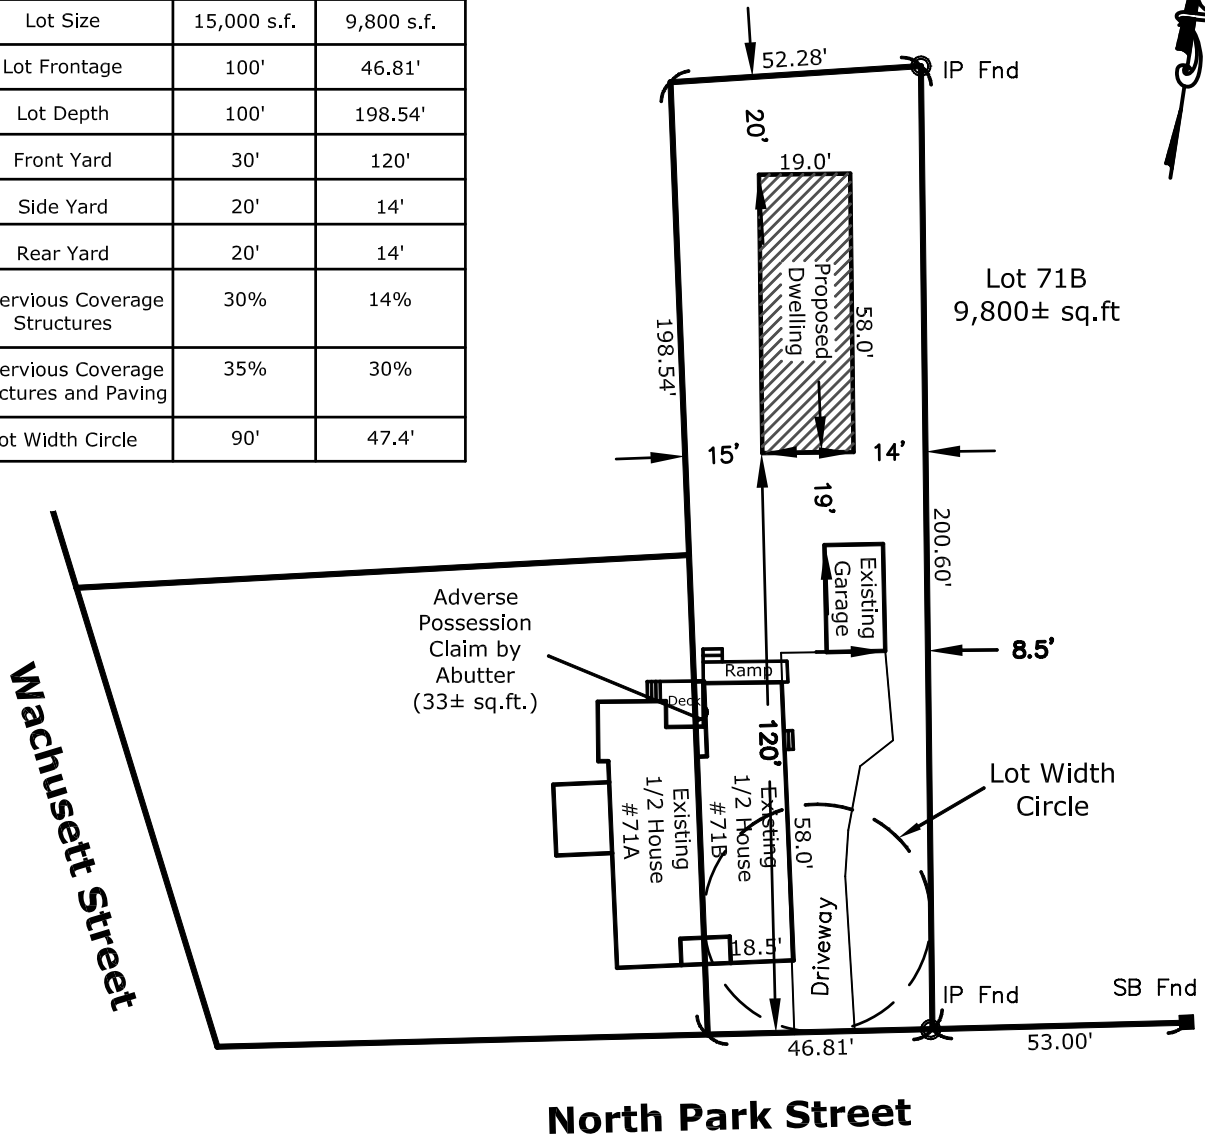 Lot Size 15,000 s.f. 9,800 s.f.
Lot Frontage 100' 46.81'
Lot Depth 100' 198.54'
Front Yard 30' 120'
Side Yard 20' 14'
Rear Yard 20' 14'
ervious Coverage
Structures 30% 14%
ervious Coverage
ctures and Paving 35% 30%
ot Width Circle 90' 47.4'
52.28'
IP Fnd
20'
19.0'
Proposed
Dwelling
58.0'
198.54'
Lot 71B
9,800± sq.ft
15'
14'
19'
200.60'
Existing
Garage
8.5'
Adverse
Possession
Claim by
Abutter
(33± sq.ft.)
Ramp
Deck
120'
Existing
1/2 House
#71A
Existing
1/2 House
#71B
58.0'
18.5'
Driveway
Lot Width
Circle
Wachusett Street
IP Fnd
SB Fnd
46.81'
53.00'
North Park Street